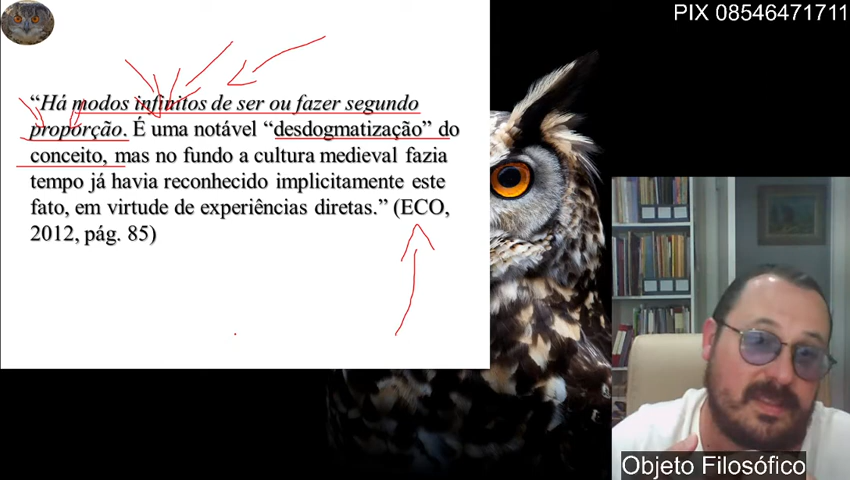 PIX 08546471711
“Há modos infinitos de ser ou fazer segundo
proporção. É uma notável “desdogmatização” do
conceito, mas no fundo a cultura medieval fazia
tempo já havia reconhecido implicitamente este
fato, em virtude de experiências diretas.” (ECO,
2012, pág. 85)
Objeto Filosófico